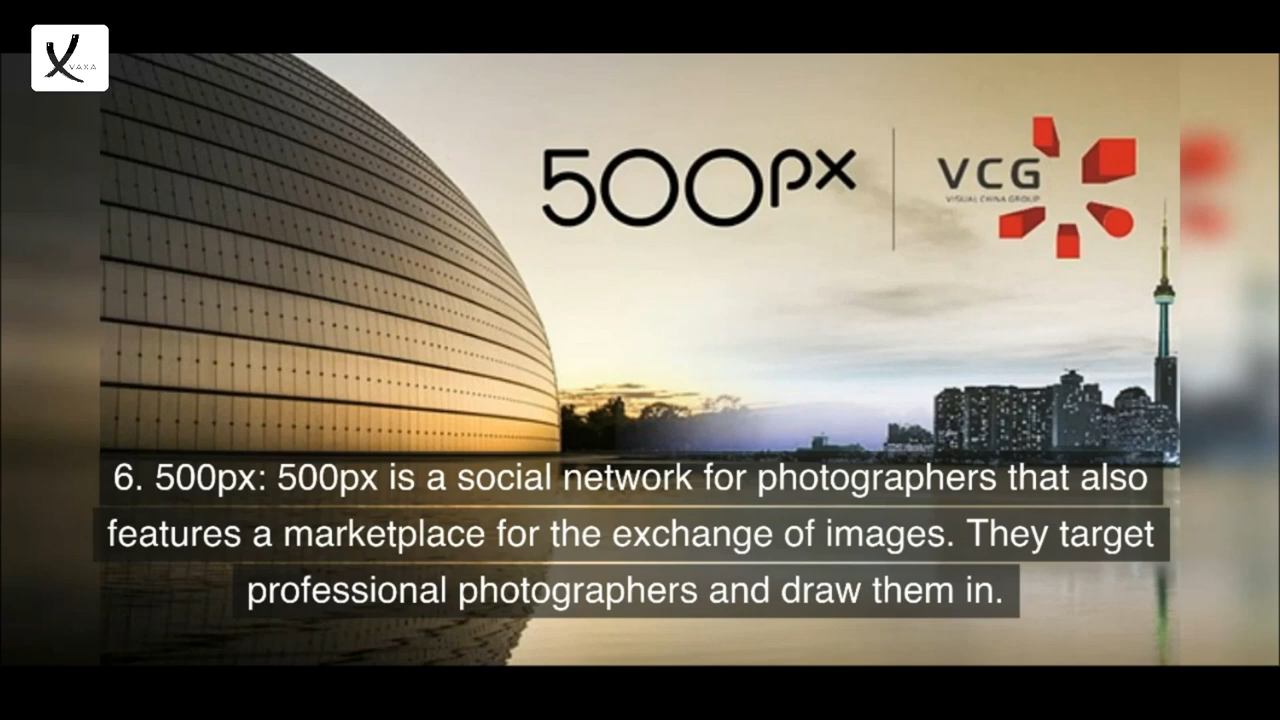 VAXA
500px
VCG
VISUAL CHINA GROUP
6. 500px: 500px is a social network for photographers that also
features a marketplace for the exchange of images. They target
professional photographers and draw them in.